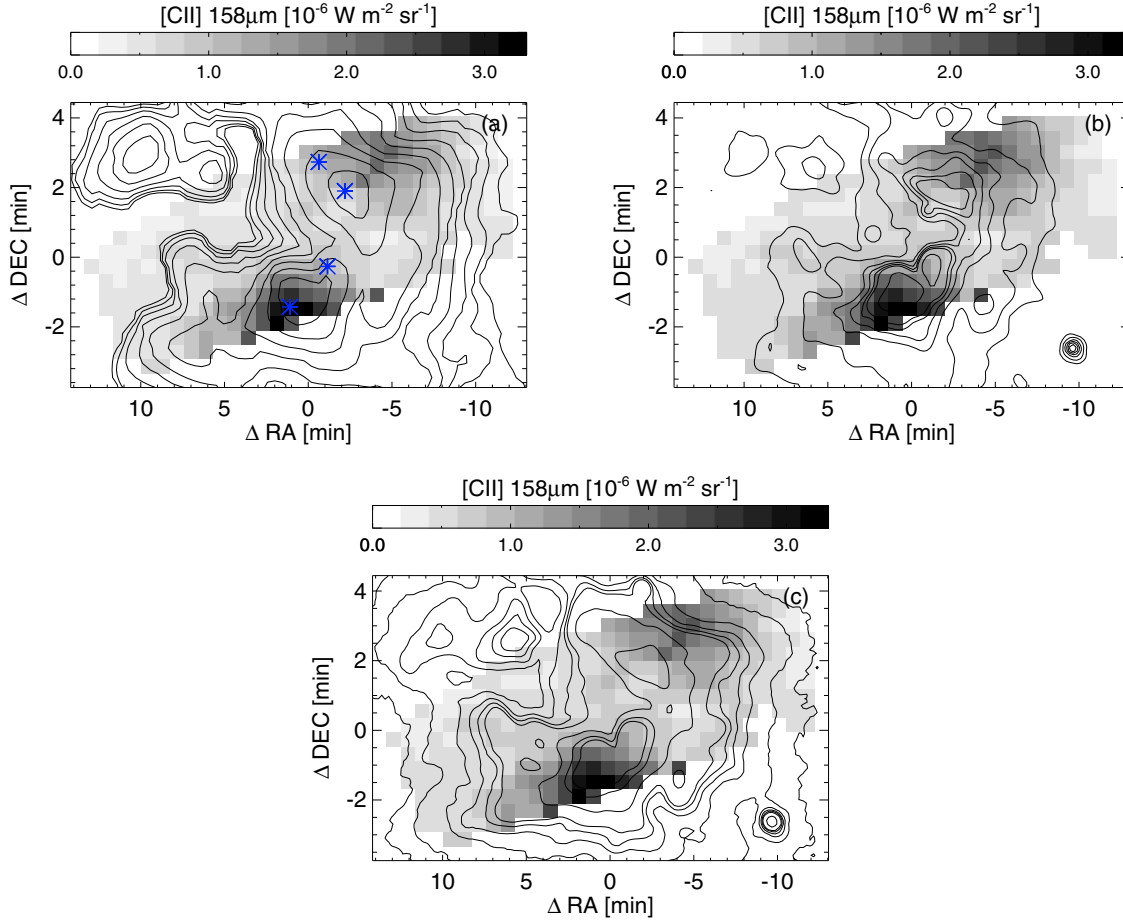 [CII] 158μm [10⁻⁶ W m⁻² sr⁻¹]
0.0 1.0 2.0 3.0
(a)
4
2
0
-2
Δ DEC [min]
10 5 0 -5 -10
Δ RA [min]
[CII] 158μm [10⁻⁶ W m⁻² sr⁻¹]
0.0 1.0 2.0 3.0
(b)
4
2
0
-2
Δ DEC [min]
10 5 0 -5 -10
Δ RA [min]
[CII] 158μm [10⁻⁶ W m⁻² sr⁻¹]
0.0 1.0 2.0 3.0
(c)
4
2
0
-2
Δ DEC [min]
10 5 0 -5 -10
Δ RA [min]